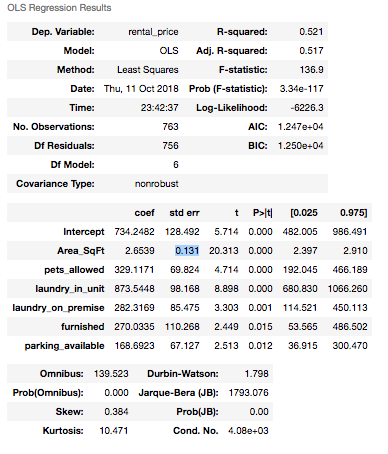 OLS Regression Results
Dep. Variable: rental_price R-squared: 0.521
Model: OLS Adj. R-squared: 0.517
Method: Least Squares F-statistic: 136.9
Date: Thu, 11 Oct 2018 Prob (F-statistic): 3.34e-117
Time: 23:42:37 Log-Likelihood: -6226.3
No. Observations: 763 AIC: 1.247e+04
Df Residuals: 756 BIC: 1.250e+04
Df Model: 6
Covariance Type: nonrobust
coef std err t P>|t| [0.025 0.975]
Intercept 734.2482 128.492 5.714 0.000 482.005 986.491
Area_SqFt 2.6539 0.131 20.313 0.000 2.397 2.910
pets_allowed 329.1171 69.824 4.714 0.000 192.045 466.189
laundry_in_unit 873.5448 98.168 8.898 0.000 680.830 1066.260
laundry_on_premise 282.3169 85.475 3.303 0.001 114.521 450.113
furnished 270.0335 110.268 2.449 0.015 53.565 486.502
parking_available 168.6923 67.127 2.513 0.012 36.915 300.470
Omnibus: 139.523 Durbin-Watson: 1.798
Prob(Omnibus): 0.000 Jarque-Bera (JB): 1793.076
Skew: 0.384 Prob(JB): 0.00
Kurtosis: 10.471 Cond. No. 4.08e+03